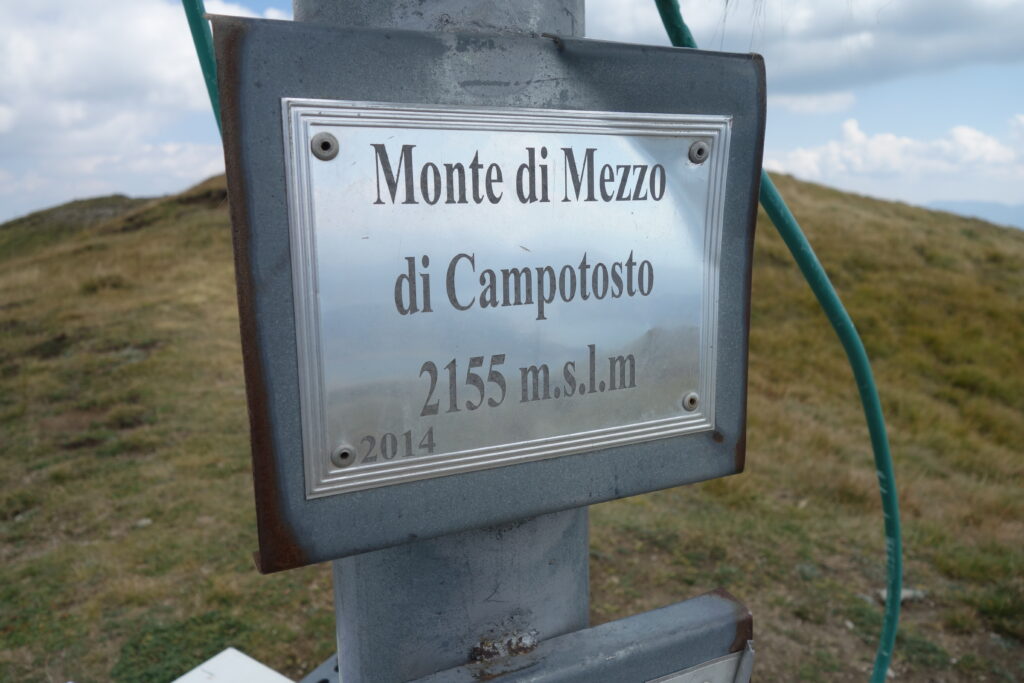 Monte di Mezzo
di Campotosto
2155 m.s.l.m
2014